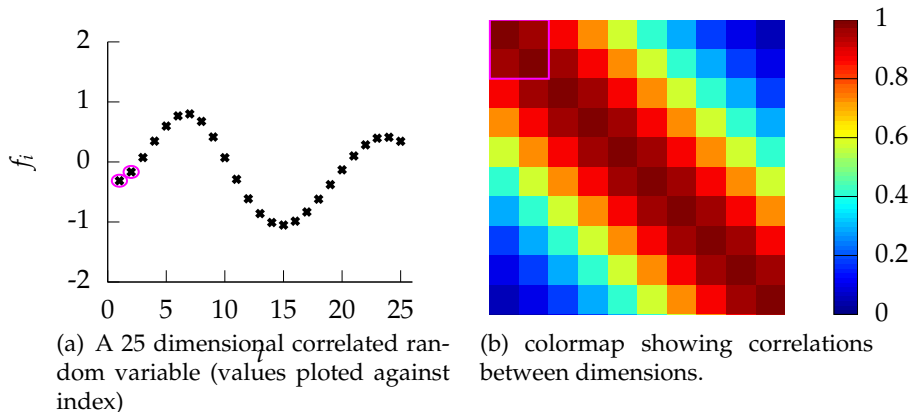 2
1
0
-1
-2
f_i
0 5 10 15 20 25
i
1
0.8
0.6
0.4
0.2
0
(a) A 25 dimensional correlated ran-
dom variable (values ploted against
index)
(b) colormap showing correlations
between dimensions.